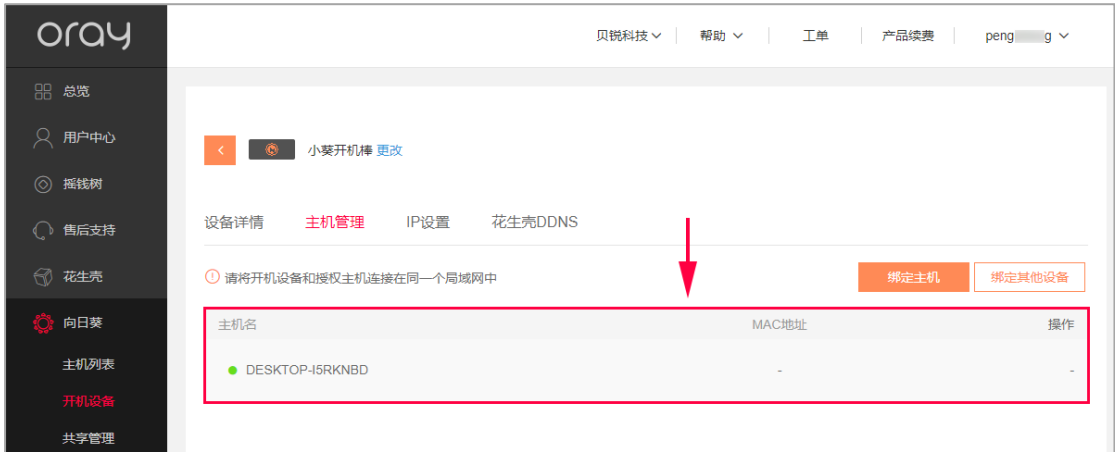 oray
贝锐科技 帮助 工单 产品续费 peng g
总览
用户中心
摇钱树
售后支持
花生壳
向日葵
主机列表
开机设备
共享管理
小葵开机棒 更改
设备详情 主机管理 IP设置 花生壳DDNS
请将开机设备和授权主机连接在同一个局域网中 绑定主机 绑定其他设备
主机名 MAC地址 操作
DESKTOP-I5RKNBD - -